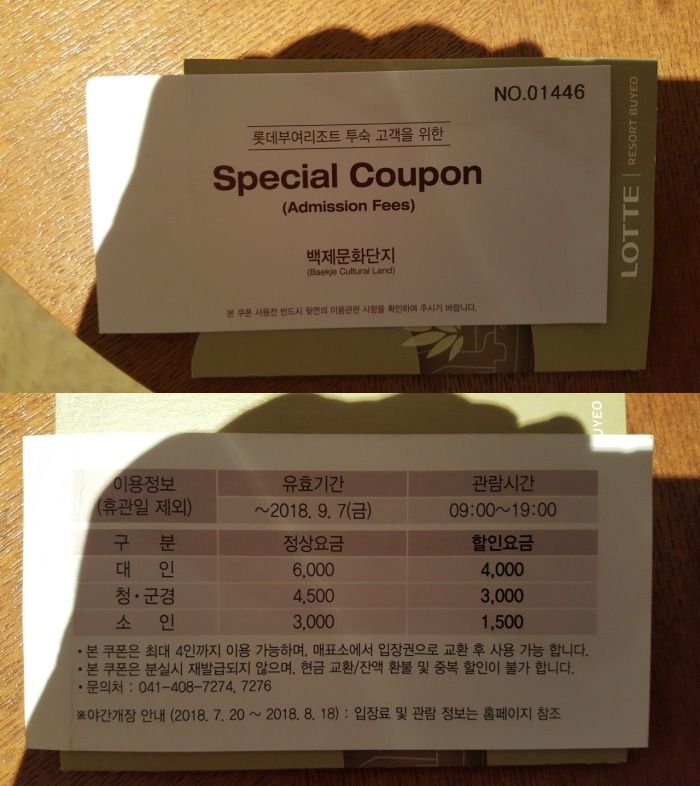 NO.01446
롯데부여리조트 투숙 고객을 위한
Special Coupon
(Admission Fees)
백제문화단지
(Baekje Cultural Land)
본 쿠폰 사용전 반드시 뒷면의 이용관련 사항을 확인하여 주시기 바랍니다.
LOTTE | RESORT BUYEO
UYEO
이용정보 유효기간 관람시간
(휴관일 제외) ～2018. 9. 7(금) 09:00～19:00
구 분 정상요금 할인요금
대 인 6,000 4,000
청·군경 4,500 3,000
소 인 3,000 1,500
• 본 쿠폰은 최대 4인까지 이용 가능하며, 매표소에서 입장권으로 교환 후 사용 가능 합니다.
• 본 쿠폰은 분실시 재발급되지 않으며, 현금 교환/잔액 환불 및 중복 할인이 불가 합니다.
• 문의처 : 041-408-7274, 7276
※야간개장 안내 (2018. 7. 20 ～ 2018. 8. 18) : 입장료 및 관람 정보는 홈페이지 참조